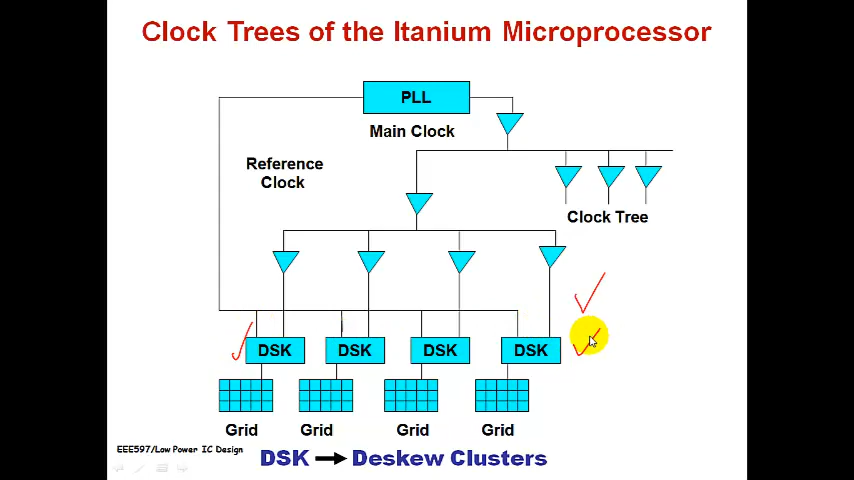 Clock Trees of the Itanium Microprocessor
PLL
Main Clock
Reference
Clock
Clock Tree
DSK
DSK
DSK
DSK
Grid
Grid
Grid
Grid
EEE597/Low Power IC Design
DSK → Deskew Clusters